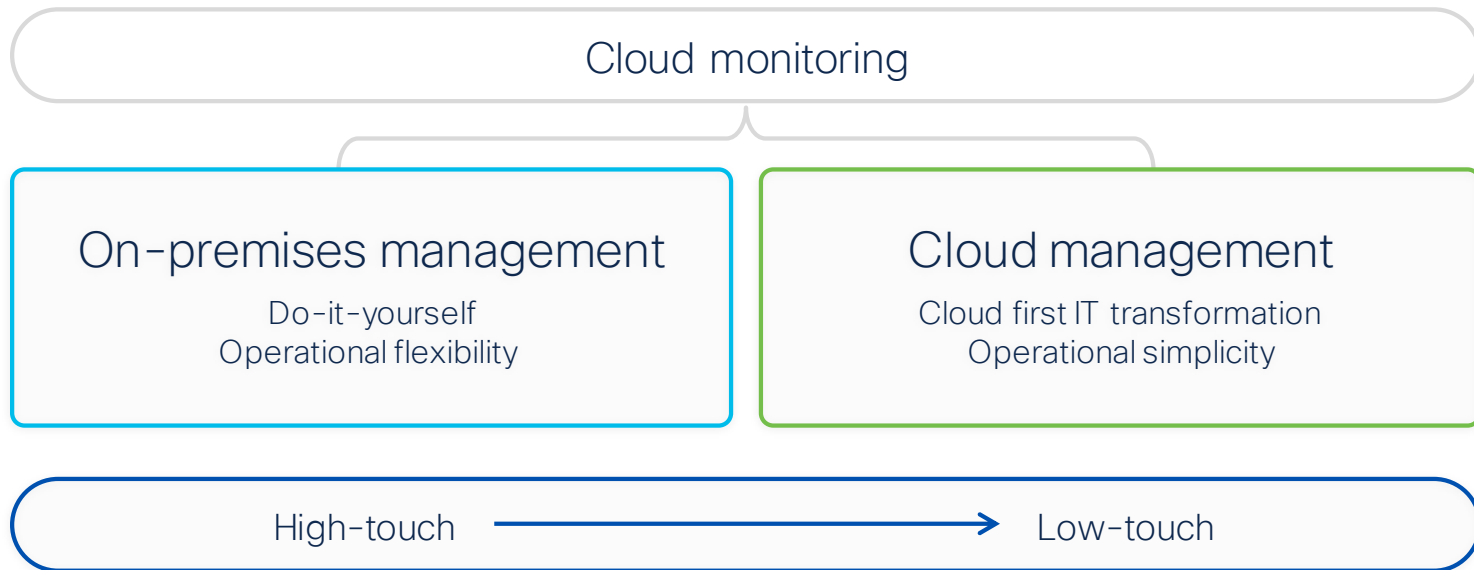 Cloud monitoring
On-premises management
Do-it-yourself
Operational flexibility
Cloud management
Cloud first IT transformation
Operational simplicity
High-touch
Low-touch